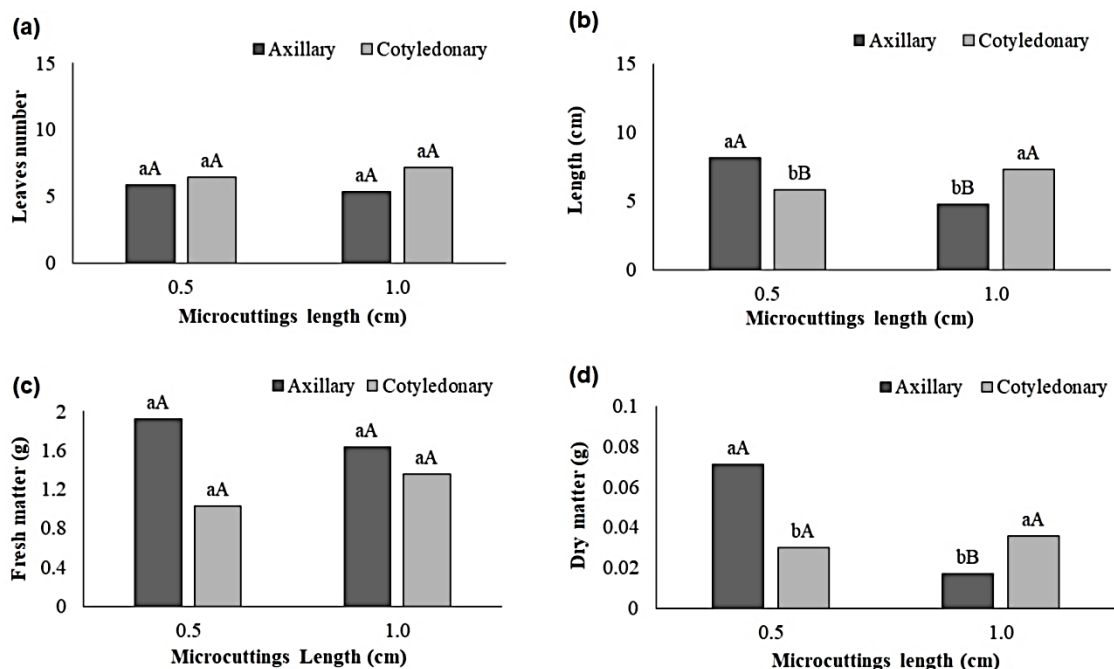 (a)
Axillary Cotyledonary
15
10
5
0
Leaves number
aA aA aA aA
0.5 1.0
Microcuttings length (cm)
(b)
Axillary Cotyledonary
15
10
5
0
Length (cm)
aA bB bB aA
0.5 1.0
Microcuttings length (cm)
(c)
Axillary Cotyledonary
2
1.6
1.2
0.8
0.4
0
Fresh matter (g)
aA aA aA aA
0.5 1.0
Microcuttings Length (cm)
(d)
Axillary Cotyledonary
0.1
0.08
0.06
0.04
0.02
0
Dry matter (g)
aA bA bB aA
0.5 1.0
Microcuttings length (cm)